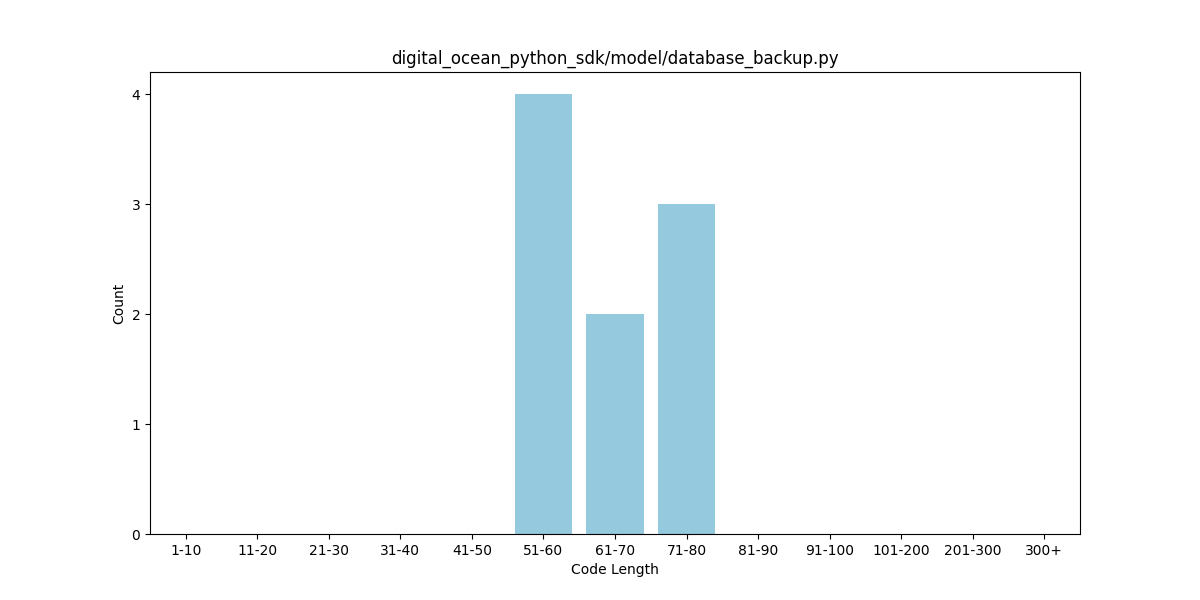 digital_ocean_python_sdk/model/database_backup.py
Count
4
3
2
1
0
1-10 11-20 21-30 31-40 41-50 51-60 61-70 71-80 81-90 91-100 101-200 201-300 300+
Code Length